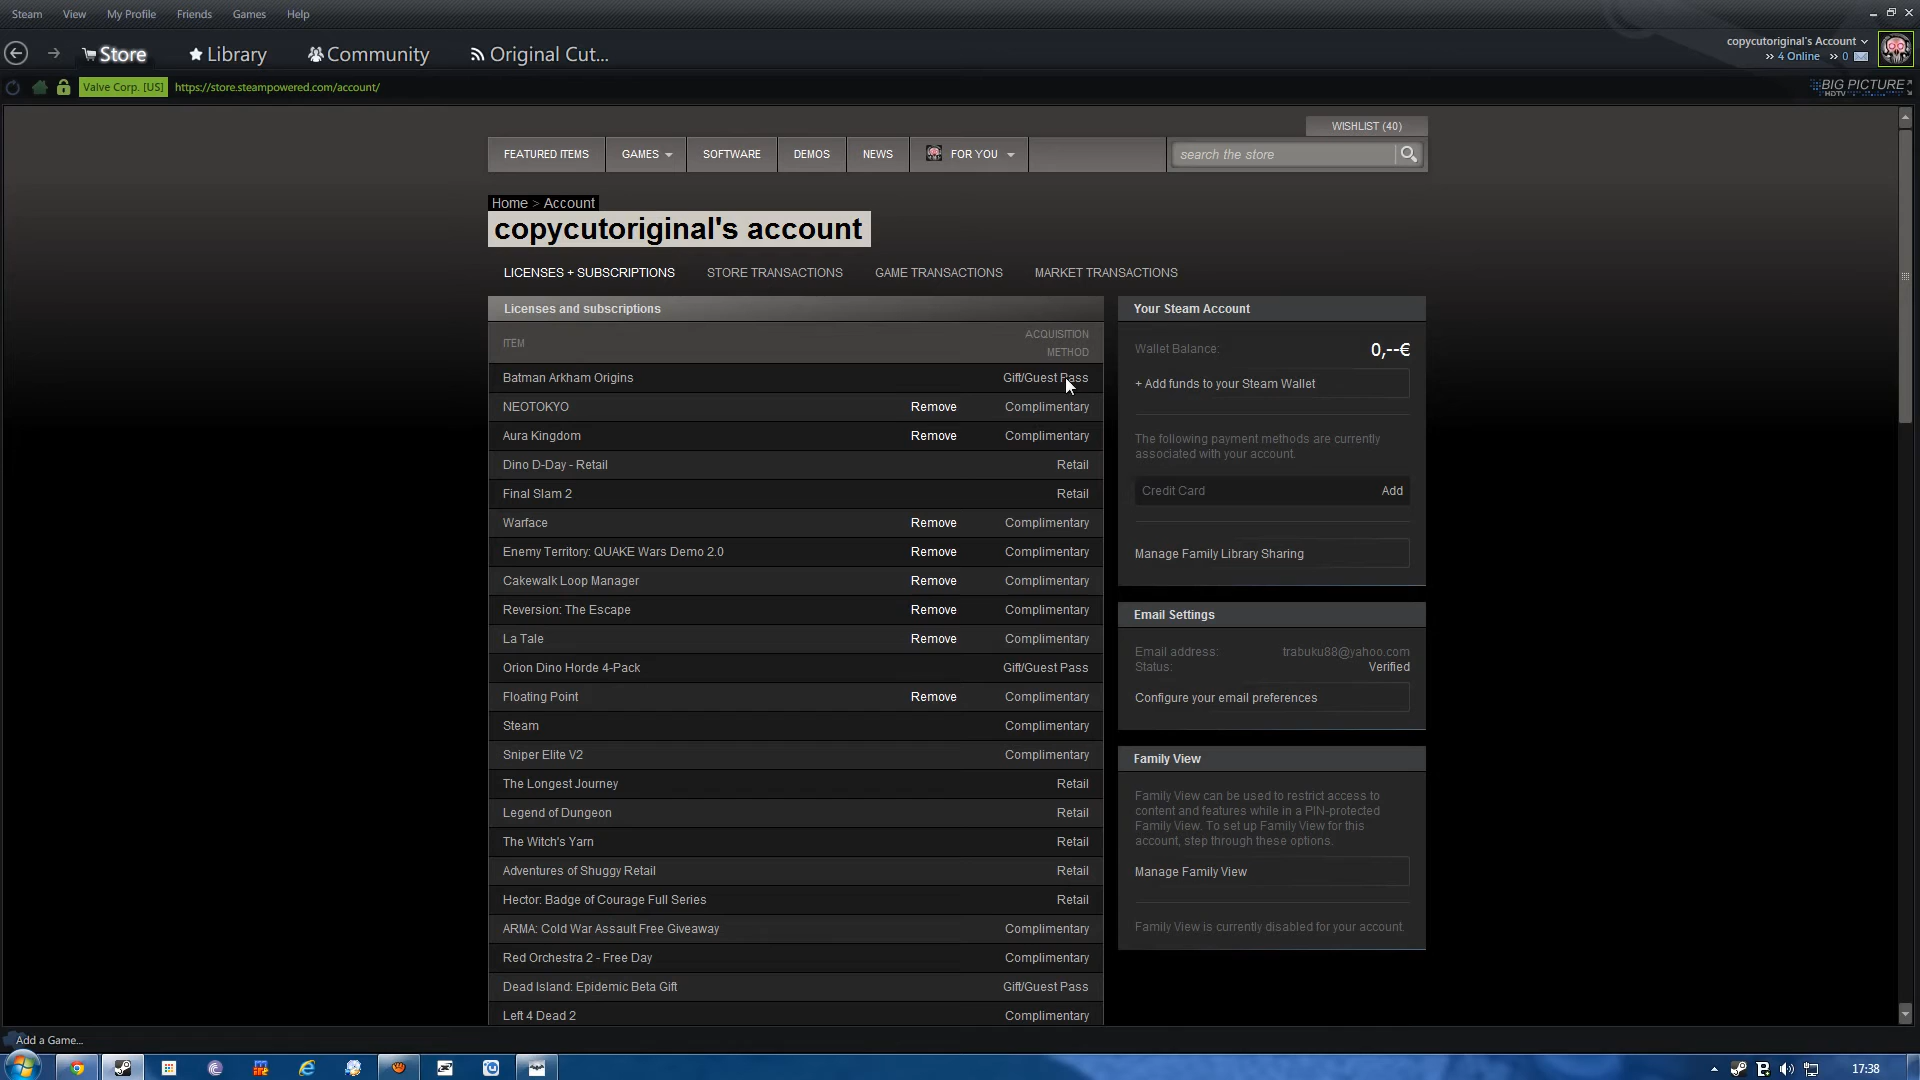 Steam View My Profile Friends Games Help
Store Library Community Original Cut...
copycutoriginal's Account
4 Online 0
Valve Corp. [US] https://store.steampowered.com/account/
BIG PICTURE
HDTV
WISHLIST (40)
FEATURED ITEMS GAMES SOFTWARE DEMOS NEWS FOR YOU search the store
Home > Account
copycutoriginal's account
LICENSES + SUBSCRIPTIONS STORE TRANSACTIONS GAME TRANSACTIONS MARKET TRANSACTIONS
Licenses and subscriptions
ITEM ACQUISITION METHOD
Batman Arkham Origins Gift/Guest Pass
NEOTOKYO Remove Complimentary
Aura Kingdom Remove Complimentary
Dino D-Day - Retail Retail
Final Slam 2 Retail
Warface Remove Complimentary
Enemy Territory: QUAKE Wars Demo 2.0 Remove Complimentary
Cakewalk Loop Manager Remove Complimentary
Reversion: The Escape Remove Complimentary
La Tale Remove Complimentary
Orion Dino Horde 4-Pack Gift/Guest Pass
Floating Point Remove Complimentary
Steam Complimentary
Sniper Elite V2 Complimentary
The Longest Journey Retail
Legend of Dungeon Retail
The Witch's Yarn Retail
Adventures of Shuggy Retail Retail
Hector: Badge of Courage Full Series Retail
ARMA: Cold War Assault Free Giveaway Complimentary
Red Orchestra 2 - Free Day Complimentary
Dead Island: Epidemic Beta Gift Gift/Guest Pass
Left 4 Dead 2 Complimentary
Your Steam Account
Wallet Balance: 0,--€
+ Add funds to your Steam Wallet
The following payment methods are currently
associated with your account.
Credit Card Add
Manage Family Library Sharing
Email Settings
Email address: trabuku88@yahoo.com
Status: Verified
Configure your email preferences
Family View
Family View can be used to restrict access to
content and features while in a PIN-protected
Family View. To set up Family View for this
account, step through these options.
Manage Family View
Family View is currently disabled for your account.
Add a Game...
17:38